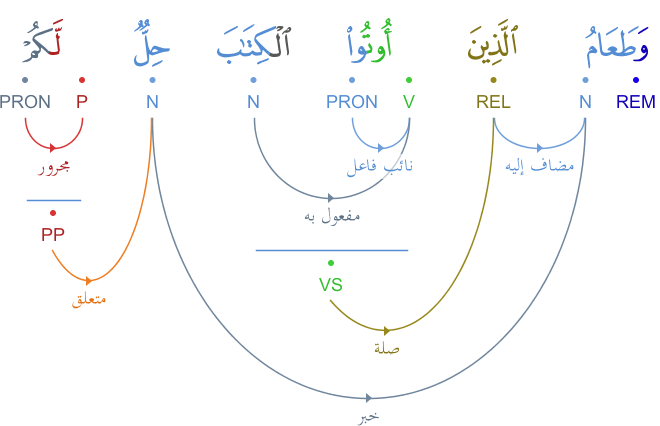 وَطَعَامُ ٱلَّذِينَ أُوتُوا۟ ٱلْكِتَٰبَ حِلٌّ لَّكُمْ
REM N REL V PRON N N P PRON
مضاف إليه نائب فاعل مجرور
مفعول به
PP
VS
متعلق
صلة
خبر